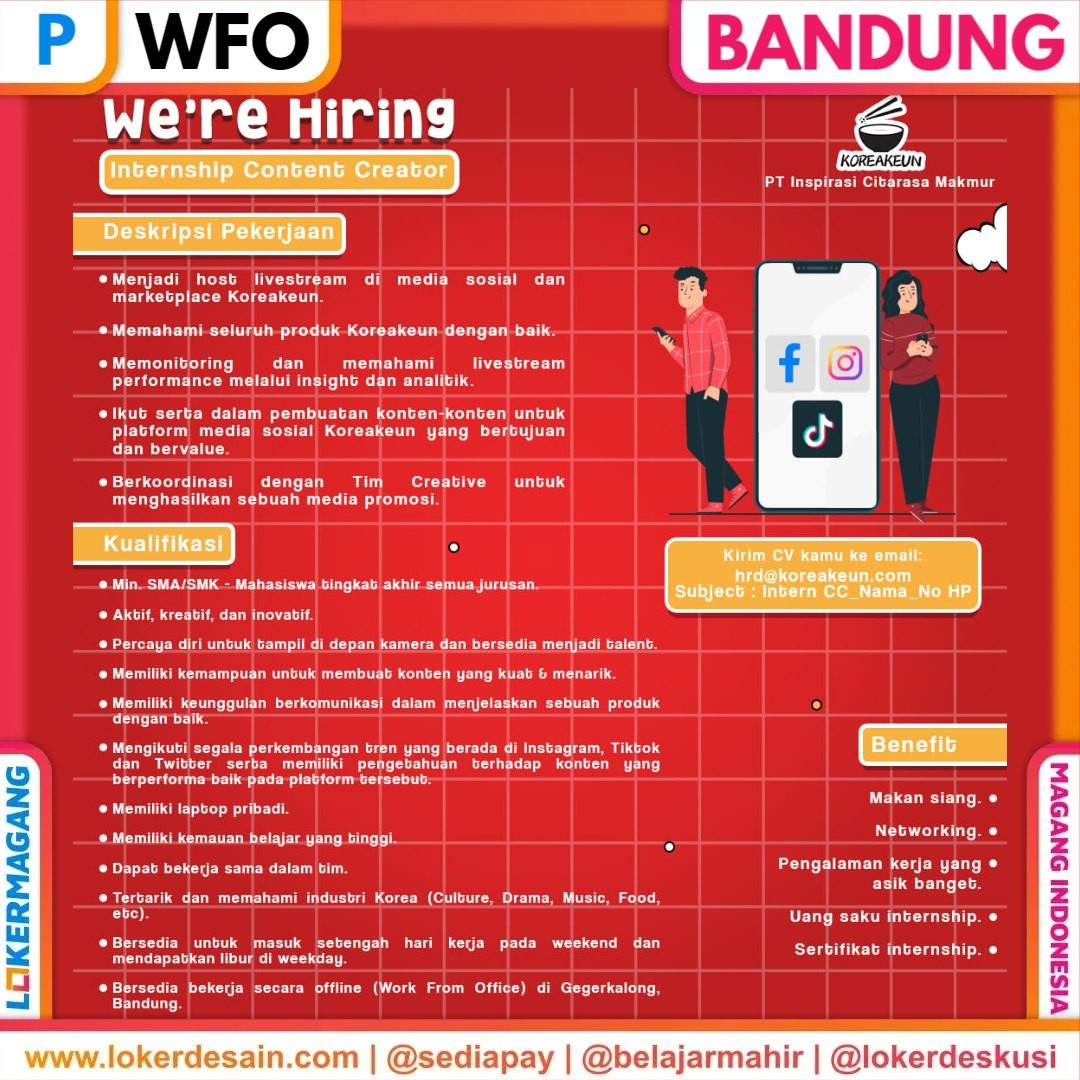 P WFO BANDUNG
We're Hiring
Internship Content Creator
KOREAKEUN
PT Inspirasi Citarasa Makmur
Deskripsi Pekerjaan
• Menjadi host livestream di media sosial dan
marketplace Koreakeun.
• Memahami seluruh produk Koreakeun dengan baik.
• Memonitoring dan memahami livestream
performance melalui insight dan analitik.
• Ikut serta dalam pembuatan konten-konten untuk
platform media sosial Koreakeun yang bertujuan
dan bervalue.
• Berkoordinasi dengan Tim Creative untuk
menghasilkan sebuah media promosi.
Kualifikasi
• Min. SMA/SMK - Mahasiswa tingkat akhir semua jurusan.
• Aktif, kreatif, dan inovatif.
• Percaya diri untuk tampil di depan kamera dan bersedia menjadi talent.
• Memiliki kemampuan untuk membuat konten yang kuat & menarik.
• Memiliki keunggulan berkomunikasi dalam menjelaskan sebuah produk
dengan baik.
• Mengikuti segala perkembangan tren yang berada di Instagram, Tiktok
dan Twitter serta memiliki pengetahuan terhadap konten yang
berperforma baik pada platform tersebut.
• Memiliki laptop pribadi.
• Memiliki kemauan belajar yang tinggi.
• Dapat bekerja sama dalam tim.
• Tertarik dan memahami industri Korea (Culture, Drama, Music, Food,
etc).
• Bersedia untuk masuk setengah hari kerja pada weekend dan
mendapatkan libur di weekday.
• Bersedia bekerja secara offline (Work From Office) di Gegerkalong,
Bandung.
Kirim CV kamu ke email:
hrd@koreakeun.com
Subject : Intern CC_Nama_No HP
Benefit
Makan siang. •
Networking. •
Pengalaman kerja yang •
asik banget.
Uang saku internship. •
Sertifikat internship. •
LOKERMAGANG
MAGANG INDONESIA
www.lokerdesain.com | @sediapay | @belajarmahir | @lokerdeskusi